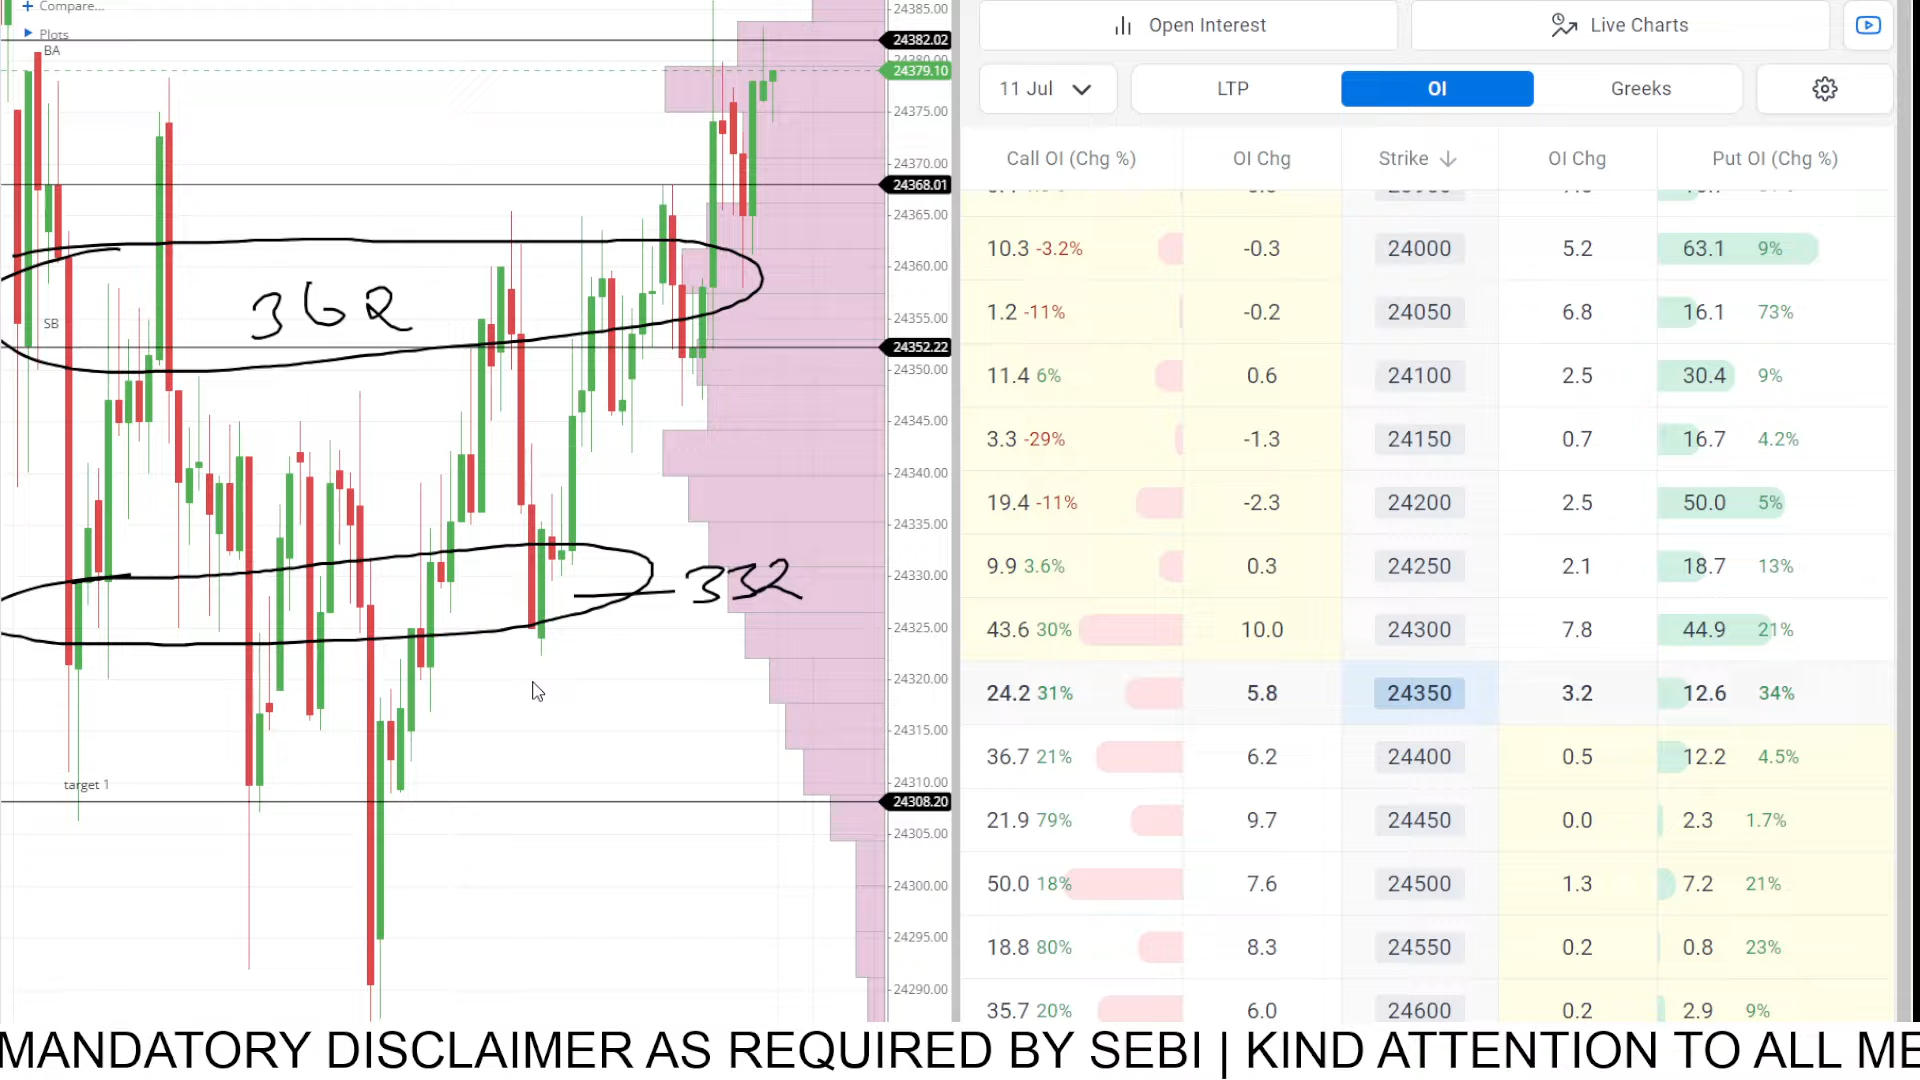 Compare...
Plots
BA
24385.00
24382.02
24379.10
24375.00
24370.00
24368.01
24365.00
24360.00
362
24355.00
SB
24352.22
24350.00
24345.00
24340.00
24335.00
24330.00
332
24325.00
24320.00
24315.00
target 1
24310.00
24308.20
24305.00
24300.00
24295.00
24290.00
Open Interest Live Charts
11 Jul LTP OI Greeks
Call OI (Chg %) OI Chg Strike OI Chg Put OI (Chg %)
10.3 -3.2% -0.3 24000 5.2 63.1 9%
1.2 -11% -0.2 24050 6.8 16.1 73%
11.4 6% 0.6 24100 2.5 30.4 9%
3.3 -29% -1.3 24150 0.7 16.7 4.2%
19.4 -11% -2.3 24200 2.5 50.0 5%
9.9 3.6% 0.3 24250 2.1 18.7 13%
43.6 30% 10.0 24300 7.8 44.9 21%
24.2 31% 5.8 24350 3.2 12.6 34%
36.7 21% 6.2 24400 0.5 12.2 4.5%
21.9 79% 9.7 24450 0.0 2.3 1.7%
50.0 18% 7.6 24500 1.3 7.2 21%
18.8 80% 8.3 24550 0.2 0.8 23%
35.7 20% 6.0 24600 0.2 2.9 9%
MANDATORY DISCLAIMER AS REQUIRED BY SEBI | KIND ATTENTION TO ALL ME